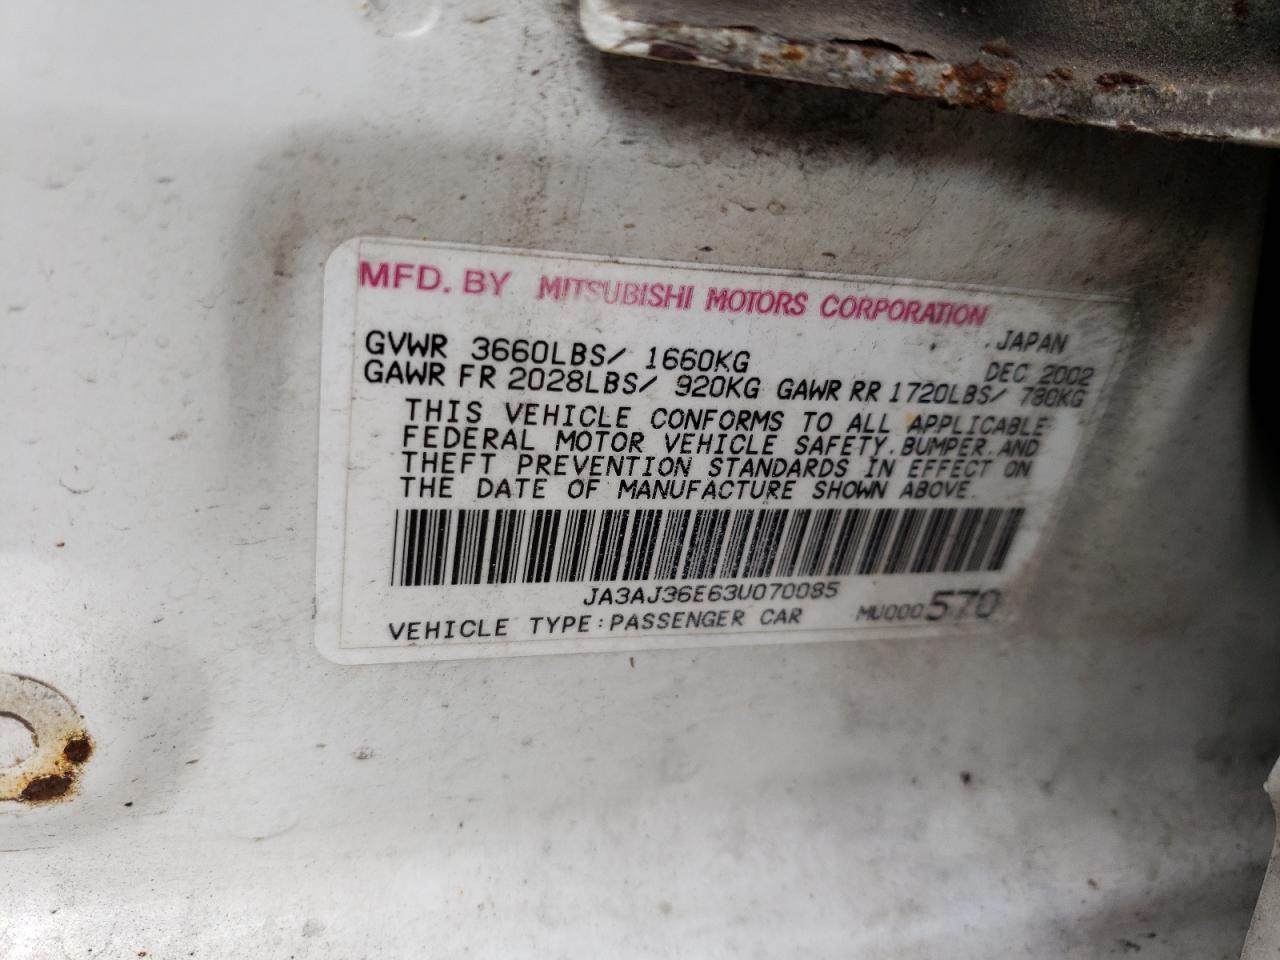 MFD. BY MITSUBISHI MOTORS CORPORATION
JAPAN
GVWR 3660LBS/ 1660KG DEC 2002
GAWR FR 2028LBS/ 920KG GAWR RR 1720LBS/ 780KG
THIS VEHICLE CONFORMS TO ALL APPLICABLE
FEDERAL MOTOR VEHICLE SAFETY, BUMPER, AND
THEFT PREVENTION STANDARDS IN EFFECT ON
THE DATE OF MANUFACTURE SHOWN ABOVE.
JA3AJ36E63U070085
VEHICLE TYPE:PASSENGER CAR MU000570